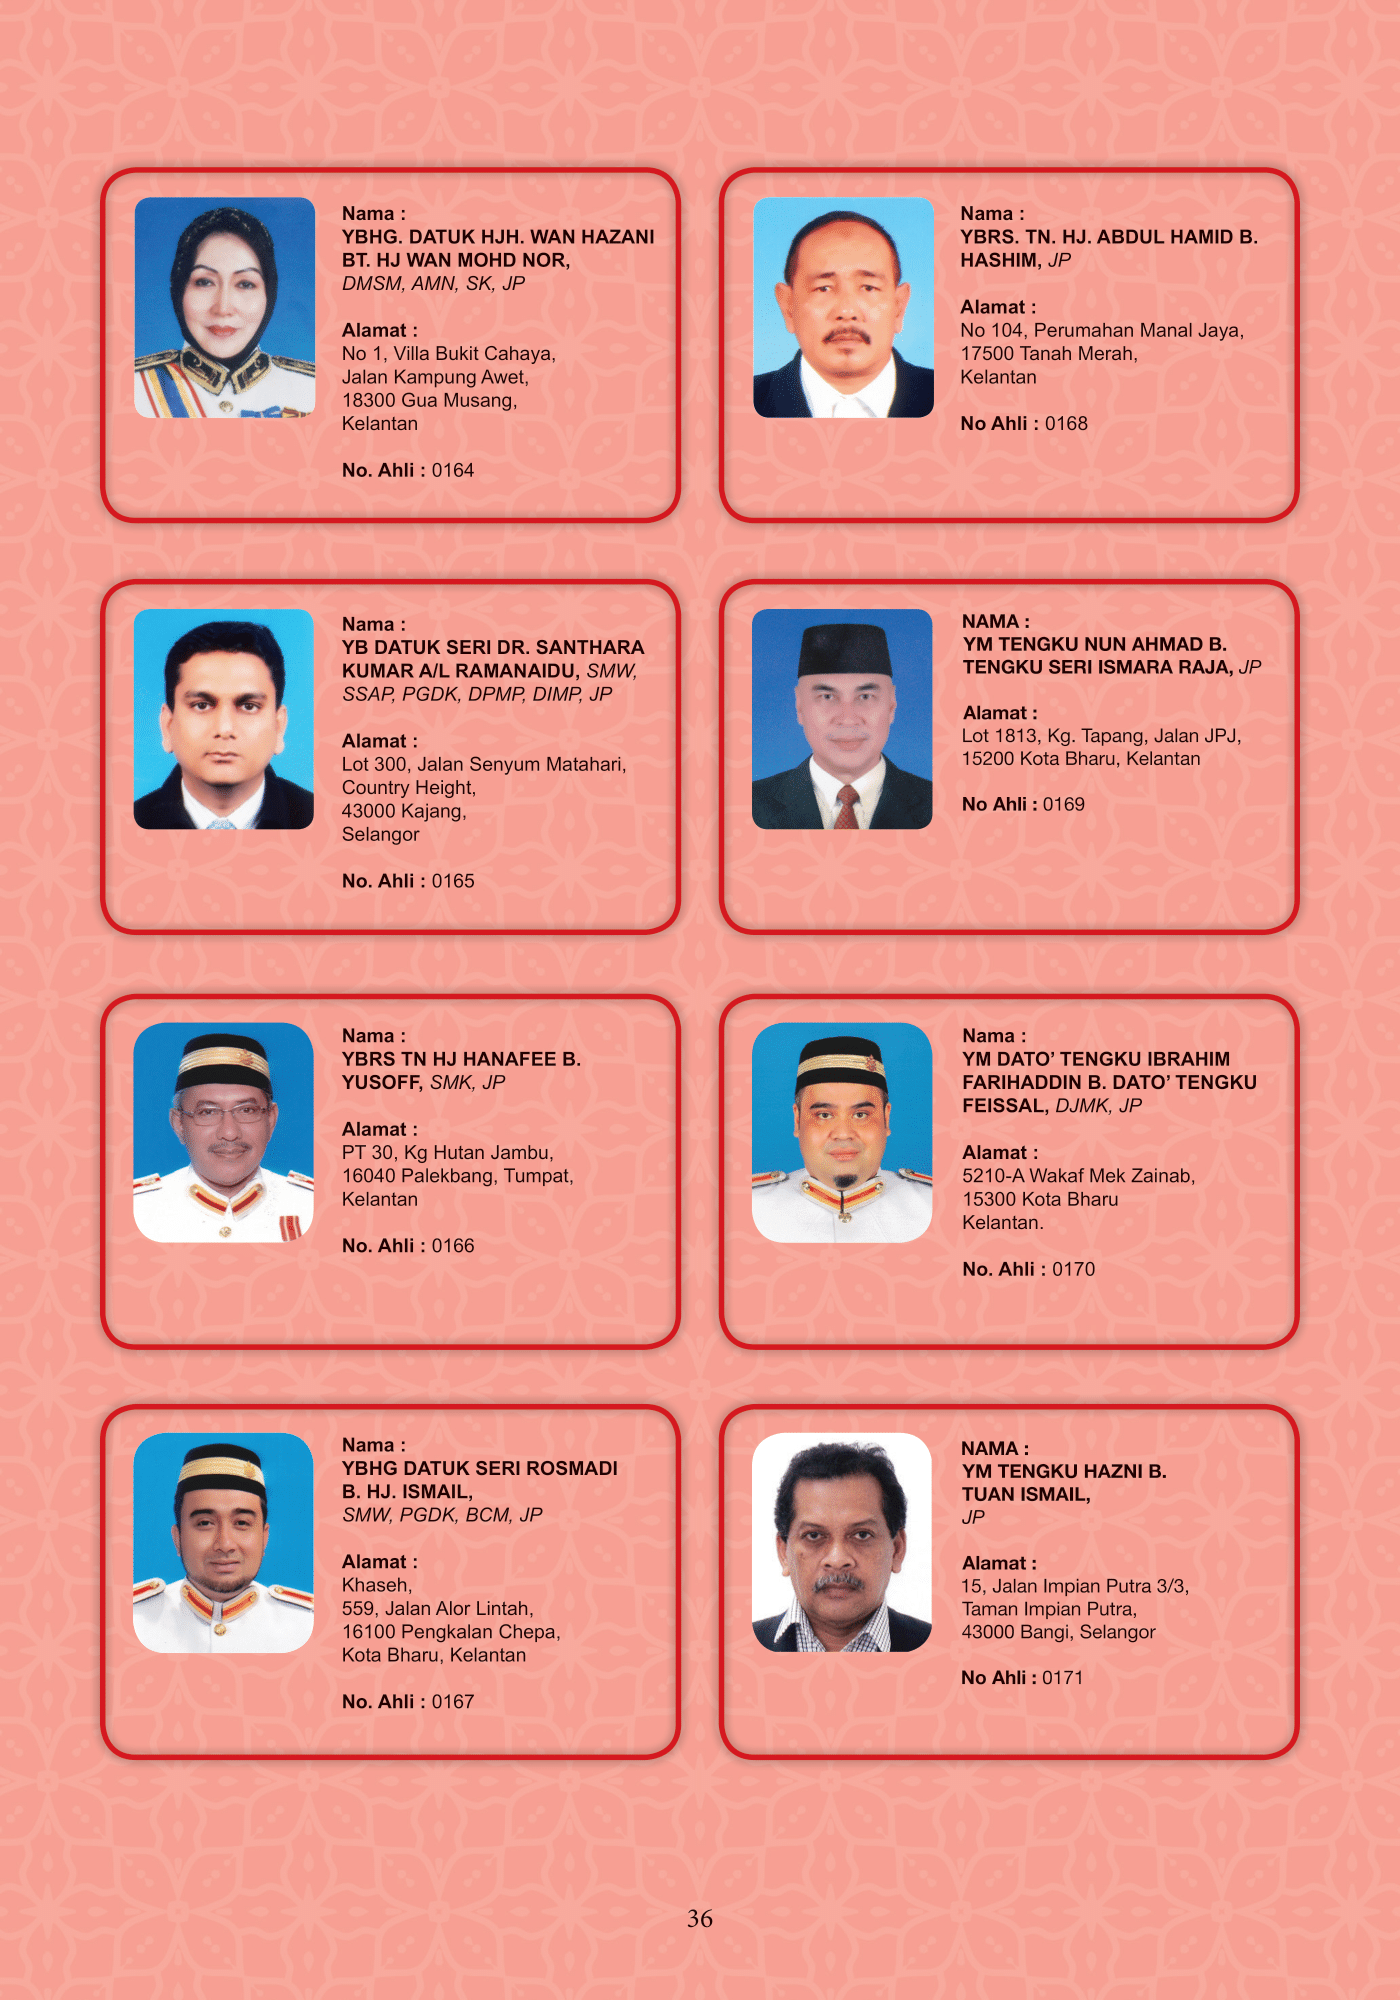 Nama :
YBHG. DATUK HJH. WAN HAZANI
BT. HJ WAN MOHD NOR,
DMSM, AMN, SK, JP
Alamat :
No 1, Villa Bukit Cahaya,
Jalan Kampung Awet,
18300 Gua Musang,
Kelantan
No. Ahli : 0164
Nama :
YB DATUK SERI DR. SANTHARA
KUMAR A/L RAMANAIDU, SMW,
SSAP, PGDK, DPMP, DIMP, JP
Alamat :
Lot 300, Jalan Senyum Matahari,
Country Height,
43000 Kajang,
Selangor
No. Ahli : 0165
Nama :
YBRS TN HJ HANAFEE B.
YUSOFF, SMK, JP
Alamat :
PT 30, Kg Hutan Jambu,
16040 Palekbang, Tumpat,
Kelantan
No. Ahli : 0166
Nama :
YBHG DATUK SERI ROSMADI
B. HJ. ISMAIL,
SMW, PGDK, BCM, JP
Alamat :
Khaseh,
559, Jalan Alor Lintah,
16100 Pengkalan Chepa,
Kota Bharu, Kelantan
No. Ahli : 0167
Nama :
YBRS. TN. HJ. ABDUL HAMID B.
HASHIM, JP
Alamat :
No 104, Perumahan Manal Jaya,
17500 Tanah Merah,
Kelantan
No Ahli : 0168
NAMA :
YM TENGKU NUN AHMAD B.
TENGKU SERI ISMARA RAJA, JP
Alamat :
Lot 1813, Kg. Tapang, Jalan JPJ,
15200 Kota Bharu, Kelantan
No Ahli : 0169
Nama :
YM DATO' TENGKU IBRAHIM
FARIHADDIN B. DATO' TENGKU
FEISSAL, DJMK, JP
Alamat :
5210-A Wakaf Mek Zainab,
15300 Kota Bharu
Kelantan.
No. Ahli : 0170
NAMA :
YM TENGKU HAZNI B.
TUAN ISMAIL,
JP
Alamat :
15, Jalan Impian Putra 3/3,
Taman Impian Putra,
43000 Bangi, Selangor
No Ahli : 0171
36